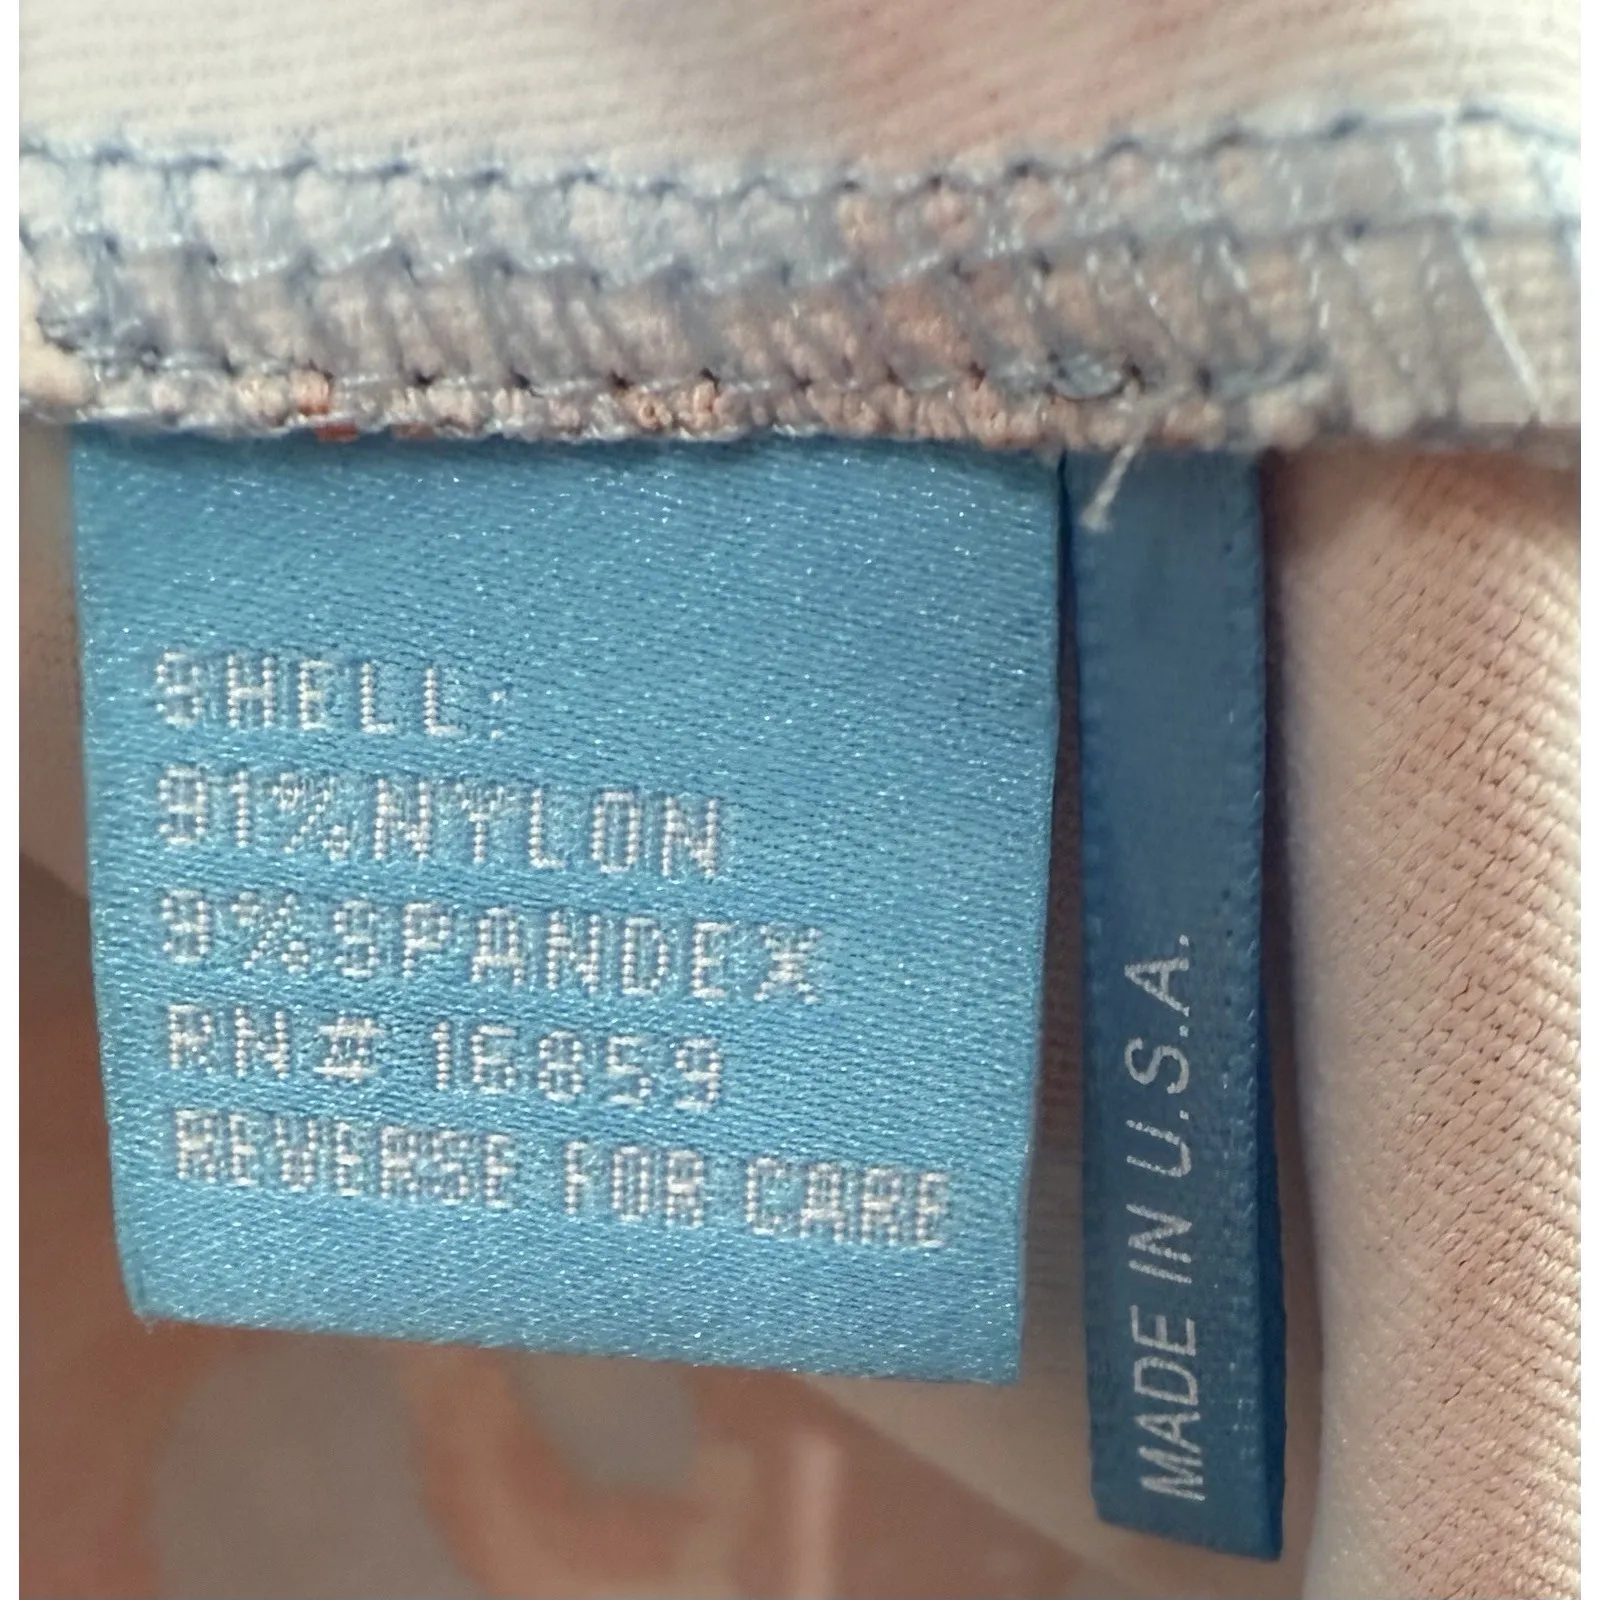 SHELL:
91% NYLON
9% SPANDEX
RN# 16859
REVERSE FOR CARE
MADE IN U.S.A.